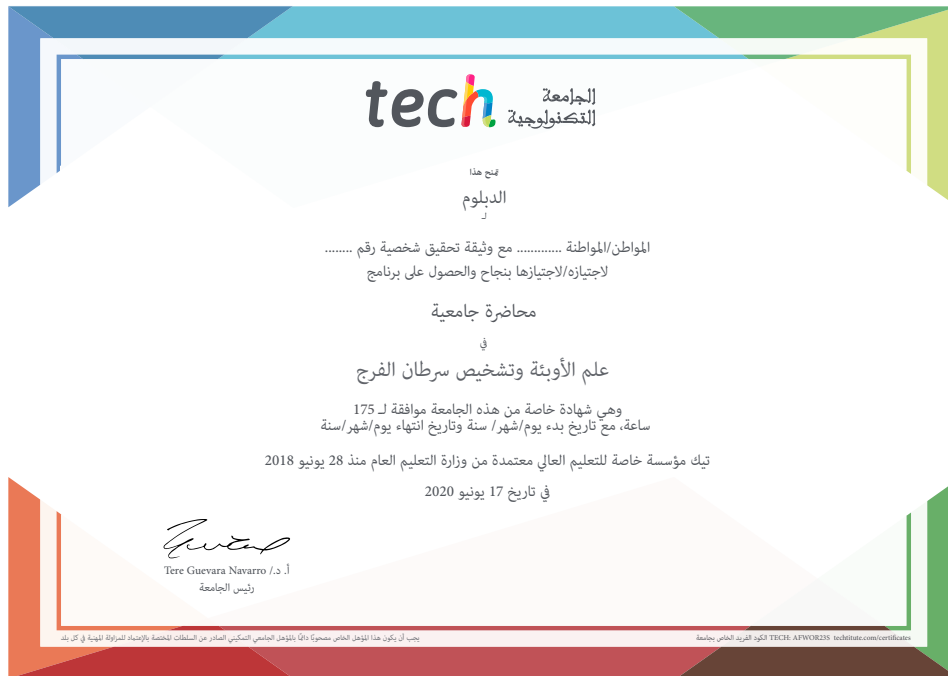 tech الجامعة
التكنولوجية
يمنح هذا
الدبلوم
لـ
المواطن/المواطنة ............. مع وثيقة تحقيق شخصية رقم ........
لاجتيازه/لاجتيازها بنجاح والحصول على برنامج
محاضرة جامعية
في
علم الأوبئة وتشخيص سرطان الفرج
وهي شهادة خاصة من هذه الجامعة موافقة لـ 175
ساعة، مع تاريخ بدء يوم/شهر/ سنة وتاريخ انتهاء يوم/شهر/سنة
تيك مؤسسة خاصة للتعليم العالي معتمدة من وزارة التعليم العام منذ 28 يونيو 2018
في تاريخ 17 يونيو 2020
أ. د./ Tere Guevara Navarro
رئيس الجامعة
يجب أن يكون هذا المؤهل الخاص مصحوبًا دائمًا بالمؤهل الجامعي التمكيني الصادر عن السلطات المختصة بالإعتماد للمزاولة المهنية في كل بلد
الكود الفريد الخاص بجامعة TECH: AFWOR23S techtitute.com/certificates